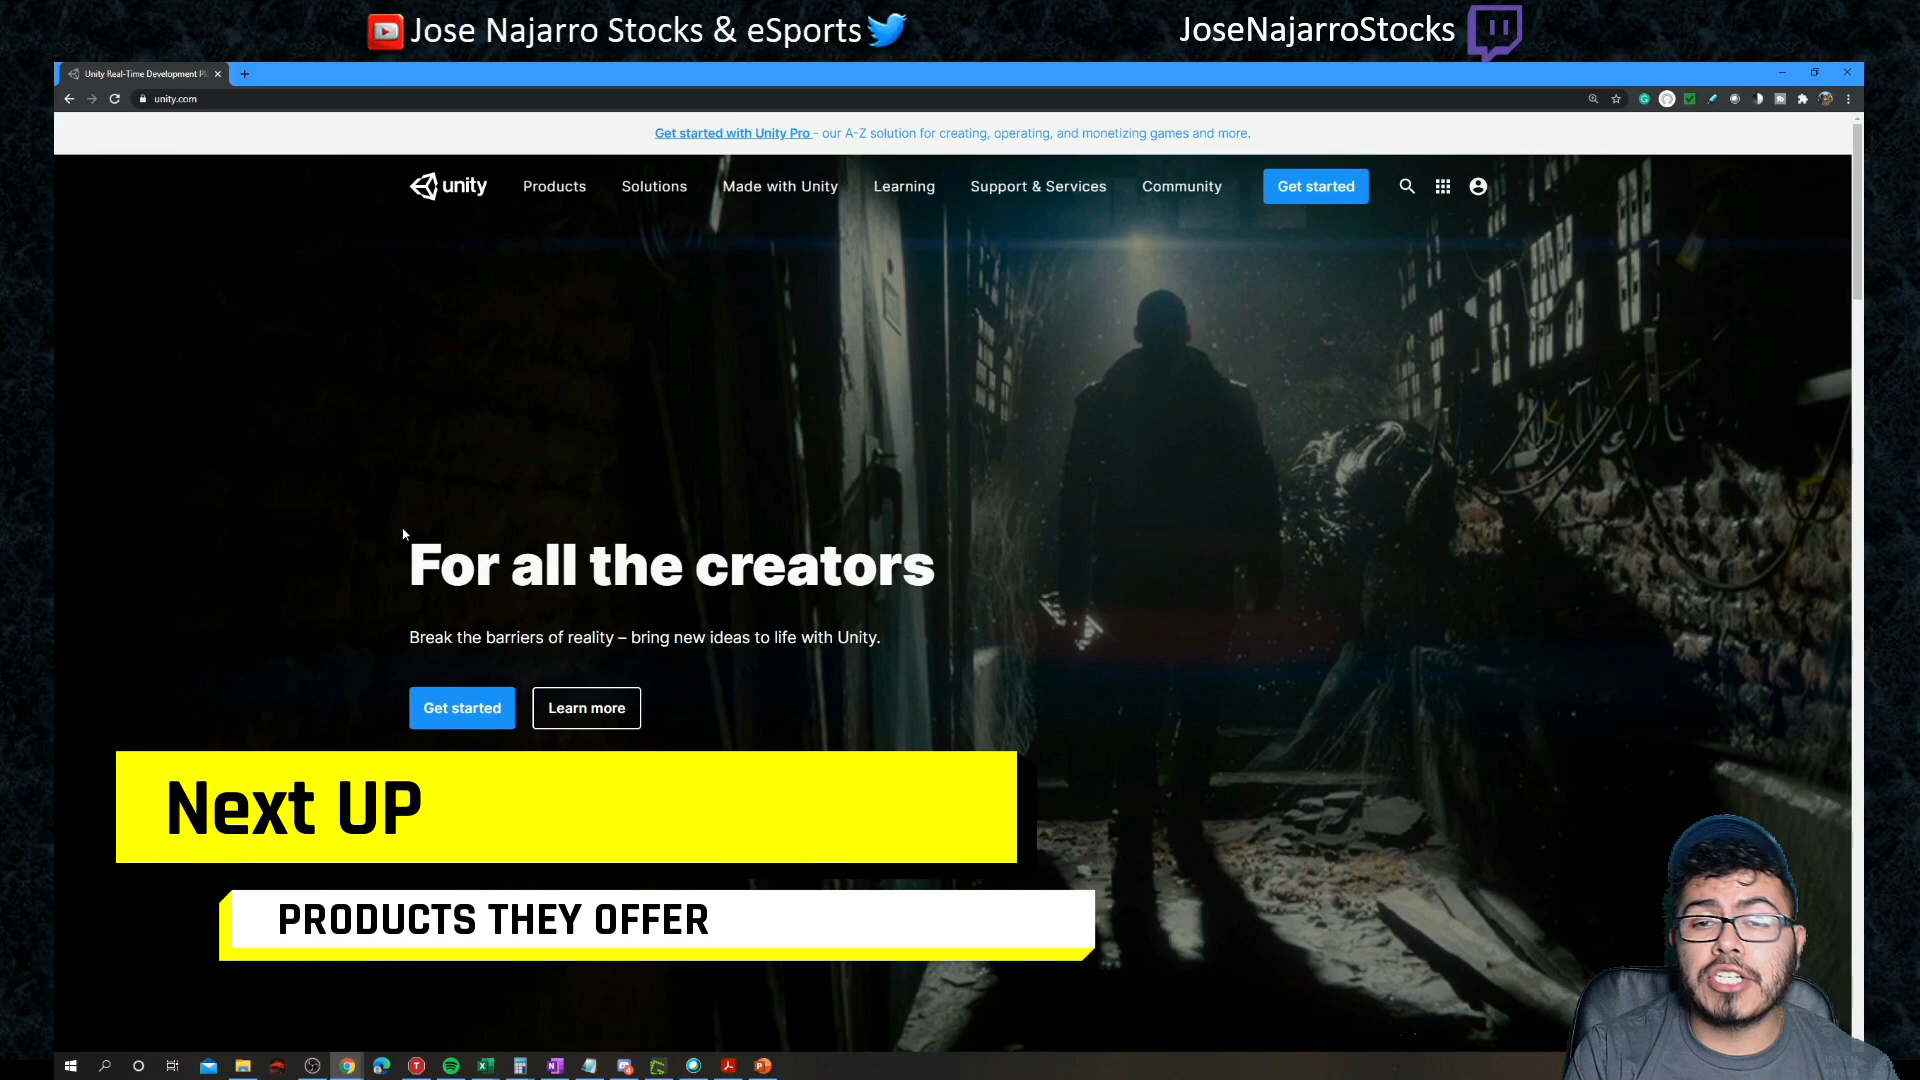 Jose Najarro Stocks & eSports
JoseNajarroStocks
Unity Real-Time Development Pl
unity.com
Get started with Unity Pro - our A-Z solution for creating, operating, and monetizing games and more.
unity
Products
Solutions
Made with Unity
Learning
Support & Services
Community
Get started
For all the creators
Break the barriers of reality – bring new ideas to life with Unity.
Get started
Learn more
Next UP
PRODUCTS THEY OFFER